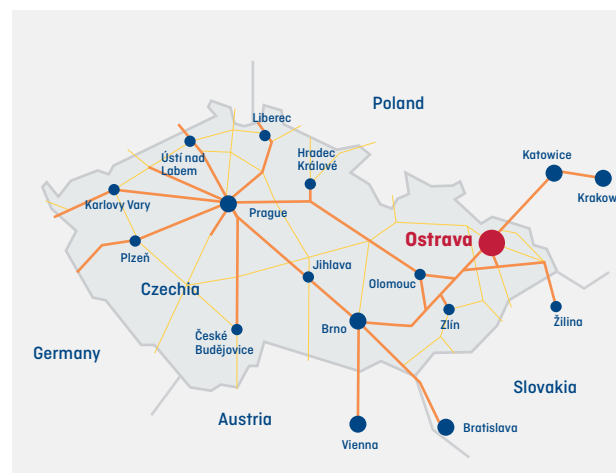 Poland
Liberec
Ústí nad
Labem
Hradec
Králové
Katowice
Krakow
Karlovy Vary
Prague
Ostrava
Plzeň
Jihlava
Olomouc
Czechia
České
Budějovice
Brno
Zlín
Žilina
Germany
Slovakia
Austria
Vienna
Bratislava